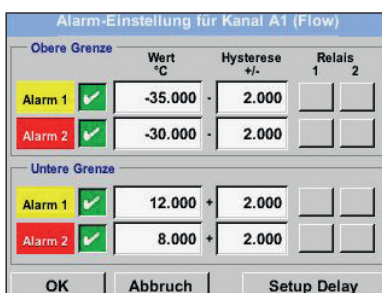 Alarm-Einstellung für Kanal A1 (Flow)
Obere Grenze
Wert Hysterese Relais
°C +/- 1 2
Alarm 1 -35.000 - 2.000
Alarm 2 -30.000 - 2.000
Untere Grenze
Alarm 1 12.000 + 2.000
Alarm 2 8.000 + 2.000
OK Abbruch Setup Delay